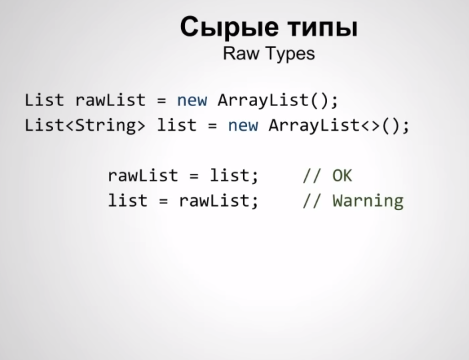 Сырые типы
Raw Types
List rawList = new ArrayList();
List<String> list = new ArrayList<>();
rawList = list; // OK
list = rawList; // Warning